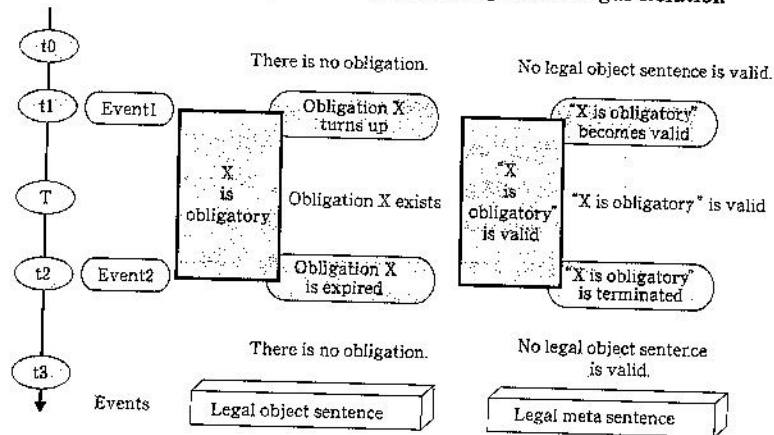 t0
There is no obligation.
No legal object sentence is valid.
t1
Event1
Obligation X
turns up
"X is obligatory"
becomes valid
X
is
obligatory
"X
is
obligatory"
is valid
T
Obligation X exists
"X is obligatory" is valid
t2
Event2
Obligation X
is expired
"X is obligatory"
is terminated
There is no obligation.
No legal object sentence
is valid.
t3
Events
Legal object sentence
Legal meta sentence